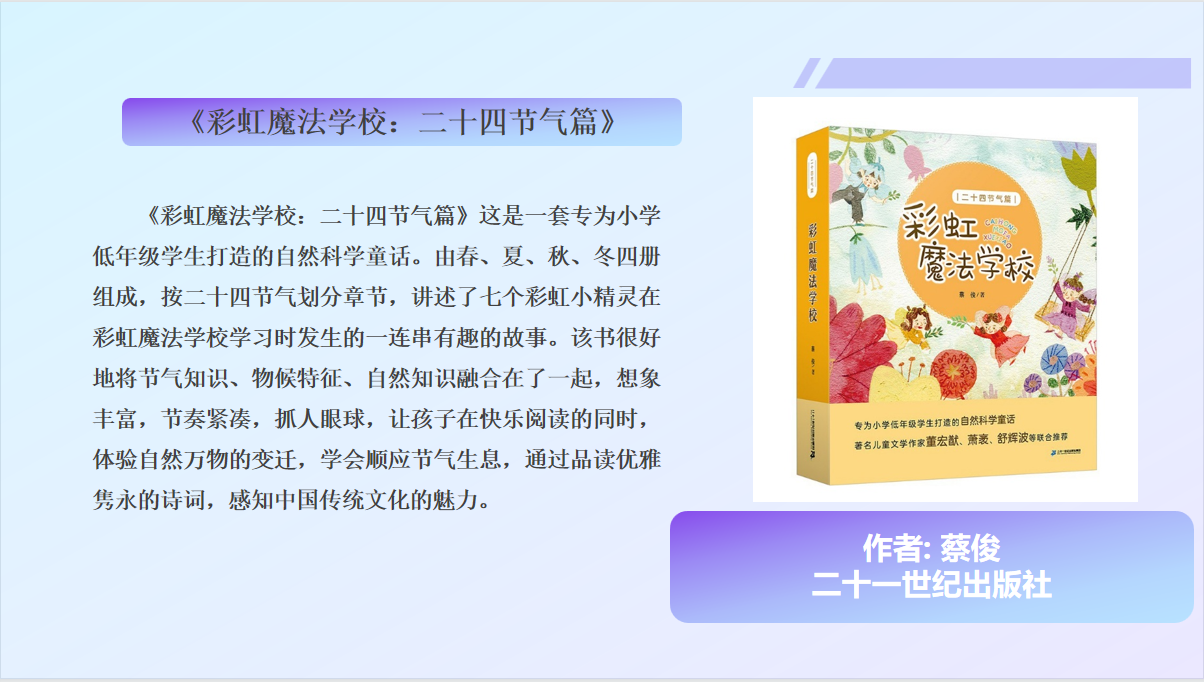 《彩虹魔法学校：二十四节气篇》
《彩虹魔法学校：二十四节气篇》这是一套专为小学
低年级学生打造的自然科学童话。由春、夏、秋、冬四册
组成，按二十四节气划分章节，讲述了七个彩虹小精灵在
彩虹魔法学校学习时发生的一连串有趣的故事。该书很好
地将节气知识、物候特征、自然知识融合在了一起，想象
丰富，节奏紧凑，抓人眼球，让孩子在快乐阅读的同时，
体验自然万物的变迁，学会顺应节气生息，通过品读优雅
隽永的诗词，感知中国传统文化的魅力。
二十四节气篇
彩虹魔法学校
二十四节气篇
彩虹
魔法学校
蔡 俊/著
专为小学低年级学生打造的自然科学童话
著名儿童文学作家董宏猷、萧袤、舒辉波等联合推荐
作者: 蔡俊
二十一世纪出版社